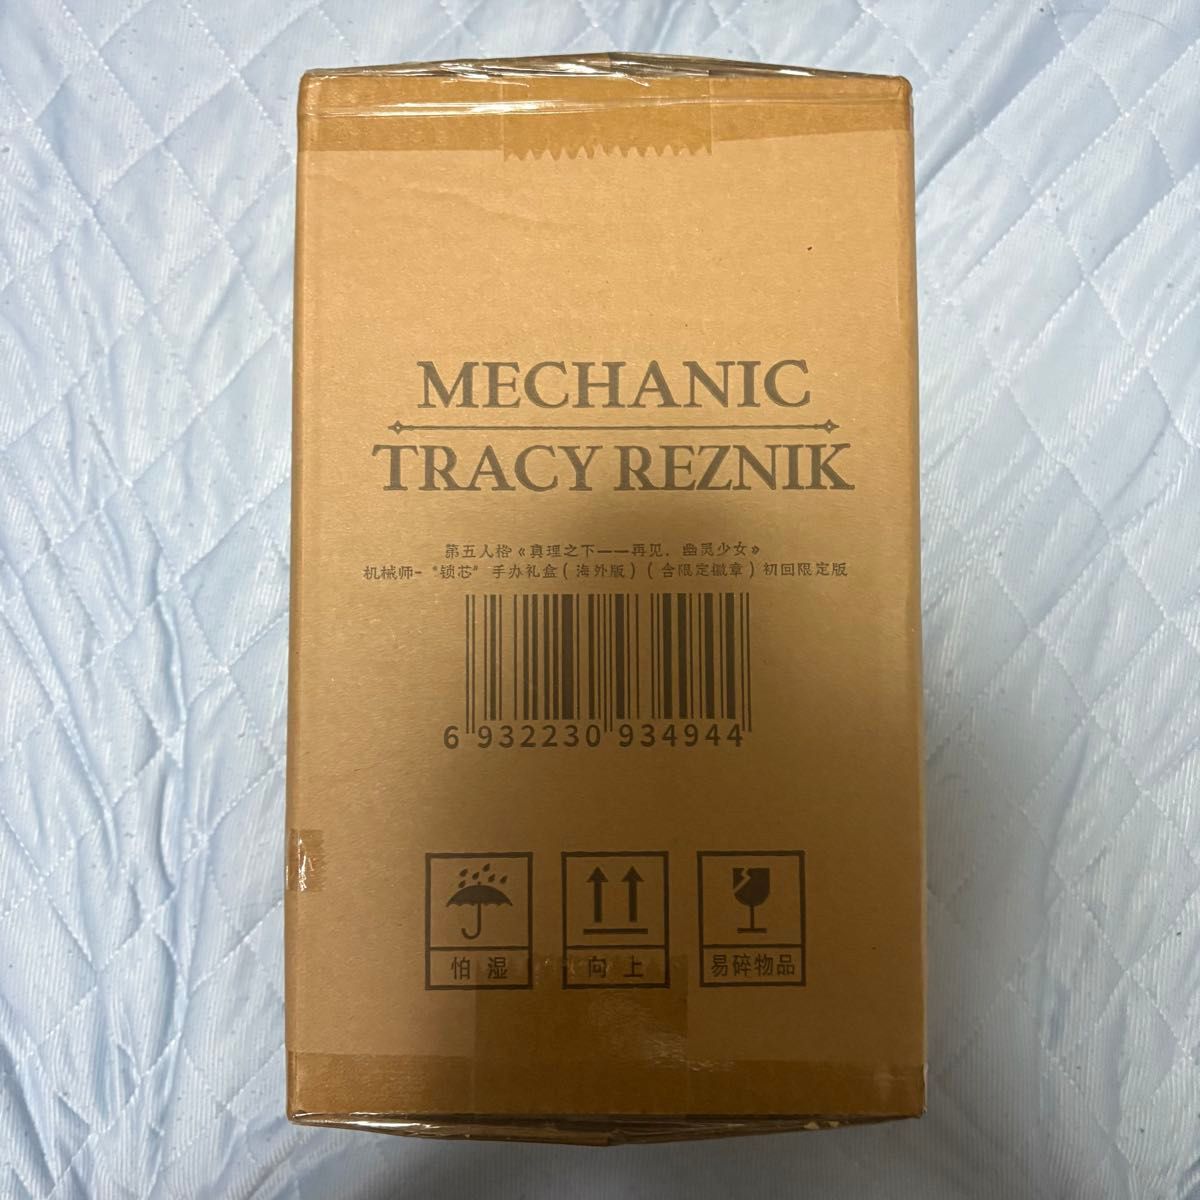 MECHANIC
TRACY REZNIK
第五人格《真理之下——再见，幽灵少女》
机械师-“锁芯”手办礼盒(海外版)(含限定徽章)初回限定版
6 932230 934944
怕湿
向上
易碎物品